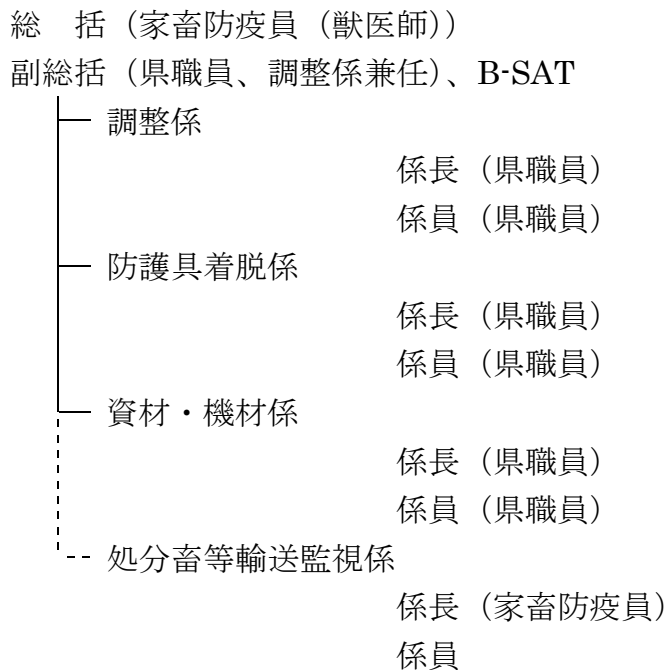 総　括（家畜防疫員（獣医師））
副総括（県職員、調整係兼任）、B-SAT
調整係
係長（県職員）
係員（県職員）
防護具着脱係
係長（県職員）
係員（県職員）
資材・機材係
係長（県職員）
係員（県職員）
処分畜等輸送監視係
係長（家畜防疫員）
係員